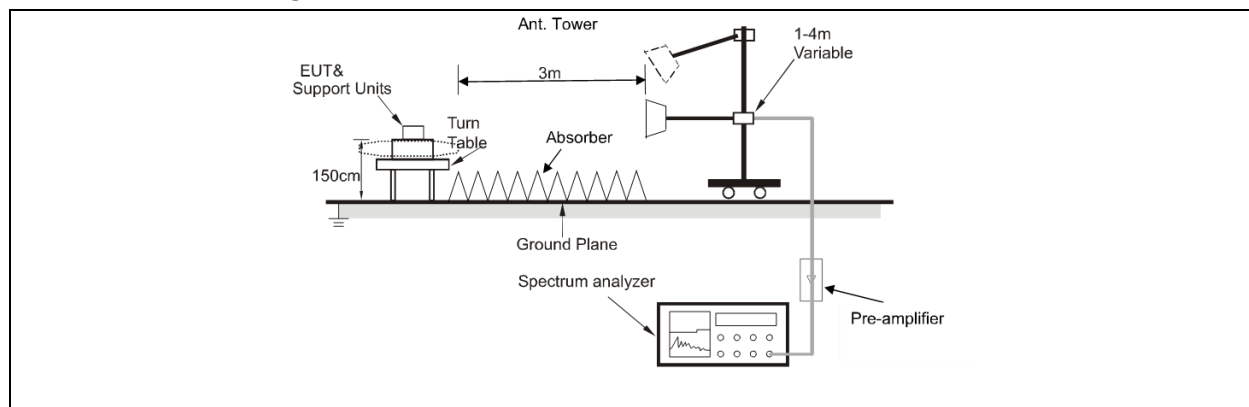 Ant. Tower
1-4m
Variable
3m
EUT&
Support Units
Turn
Table
Absorber
150cm
Ground Plane
Spectrum analyzer
Pre-amplifier